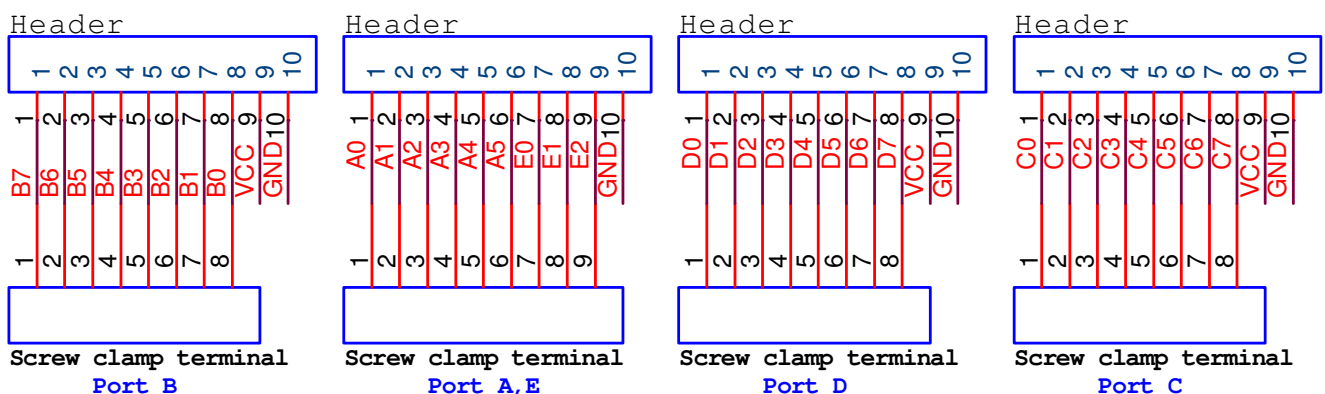 Header Header Header Header
1 2 3 4 5 6 7 8 9 10 1 2 3 4 5 6 7 8 9 10 1 2 3 4 5 6 7 8 9 10 1 2 3 4 5 6 7 8 9 10
1 2 3 4 5 6 7 8 9 10 1 2 3 4 5 6 7 8 9 10 1 2 3 4 5 6 7 8 9 10 1 2 3 4 5 6 7 8 9 10
B7 B6 B5 B4 B3 B2 B1 B0 VCC GND A0 A1 A2 A3 A4 A5 E0 E1 E2 GND D0 D1 D2 D3 D4 D5 D6 D7 VCC GND C0 C1 C2 C3 C4 C5 C6 C7 VCC GND
1 2 3 4 5 6 7 8 1 2 3 4 5 6 7 8 9 1 2 3 4 5 6 7 8 1 2 3 4 5 6 7 8
Screw clamp terminal Screw clamp terminal Screw clamp terminal Screw clamp terminal
Port B Port A,E Port D Port C